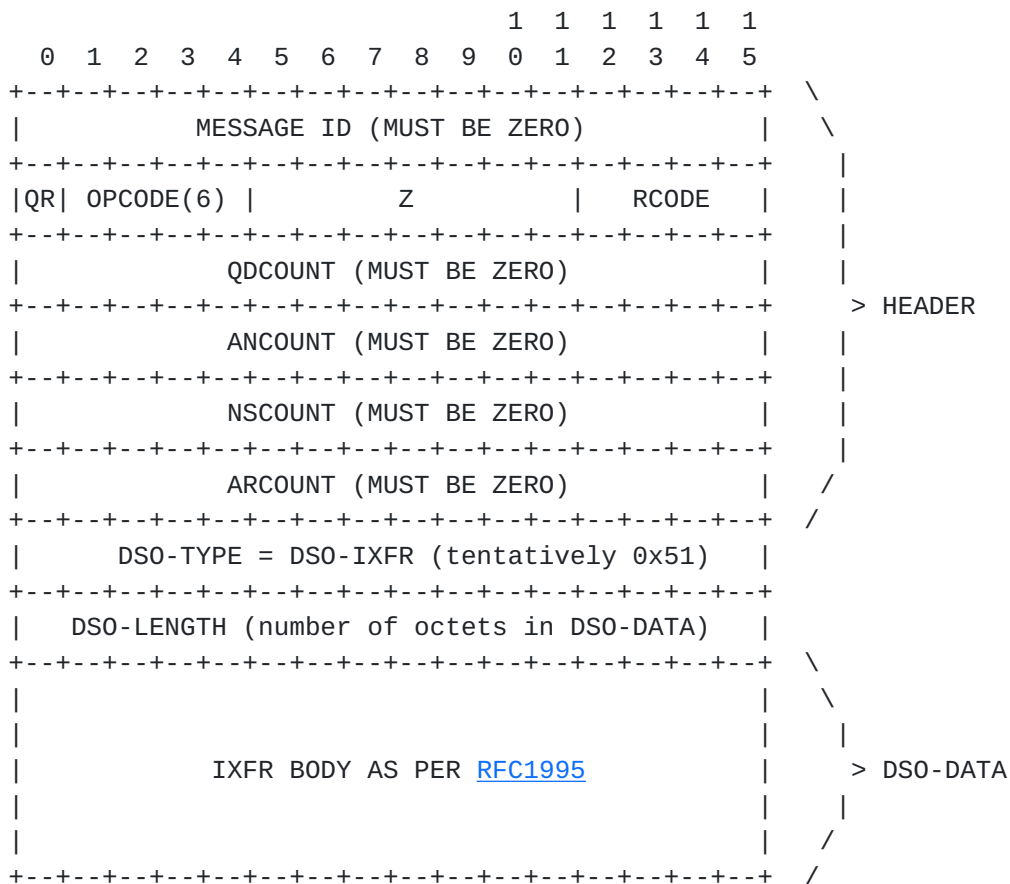 1  1  1  1  1  1
  0  1  2  3  4  5  6  7  8  9  0  1  2  3  4  5
+--+--+--+--+--+--+--+--+--+--+--+--+--+--+--+--+  \
|           MESSAGE ID (MUST BE ZERO)           |   \
+--+--+--+--+--+--+--+--+--+--+--+--+--+--+--+--+    |
|QR| OPCODE(6) |         Z          |   RCODE   |    |
+--+--+--+--+--+--+--+--+--+--+--+--+--+--+--+--+    |
|             QDCOUNT (MUST BE ZERO)            |    |
+--+--+--+--+--+--+--+--+--+--+--+--+--+--+--+--+     > HEADER
|             ANCOUNT (MUST BE ZERO)            |    |
+--+--+--+--+--+--+--+--+--+--+--+--+--+--+--+--+    |
|             NSCOUNT (MUST BE ZERO)            |    |
+--+--+--+--+--+--+--+--+--+--+--+--+--+--+--+--+    |
|             ARCOUNT (MUST BE ZERO)            |   /
+--+--+--+--+--+--+--+--+--+--+--+--+--+--+--+--+  /
|      DSO-TYPE = DSO-IXFR (tentatively 0x51)   |
+--+--+--+--+--+--+--+--+--+--+--+--+--+--+--+--+
|   DSO-LENGTH (number of octets in DSO-DATA)   |
+--+--+--+--+--+--+--+--+--+--+--+--+--+--+--+--+  \
|                                               |   \
|                                               |    |
|            IXFR BODY AS PER RFC1995           |     > DSO-DATA
|                                               |    |
|                                               |   /
+--+--+--+--+--+--+--+--+--+--+--+--+--+--+--+--+  /